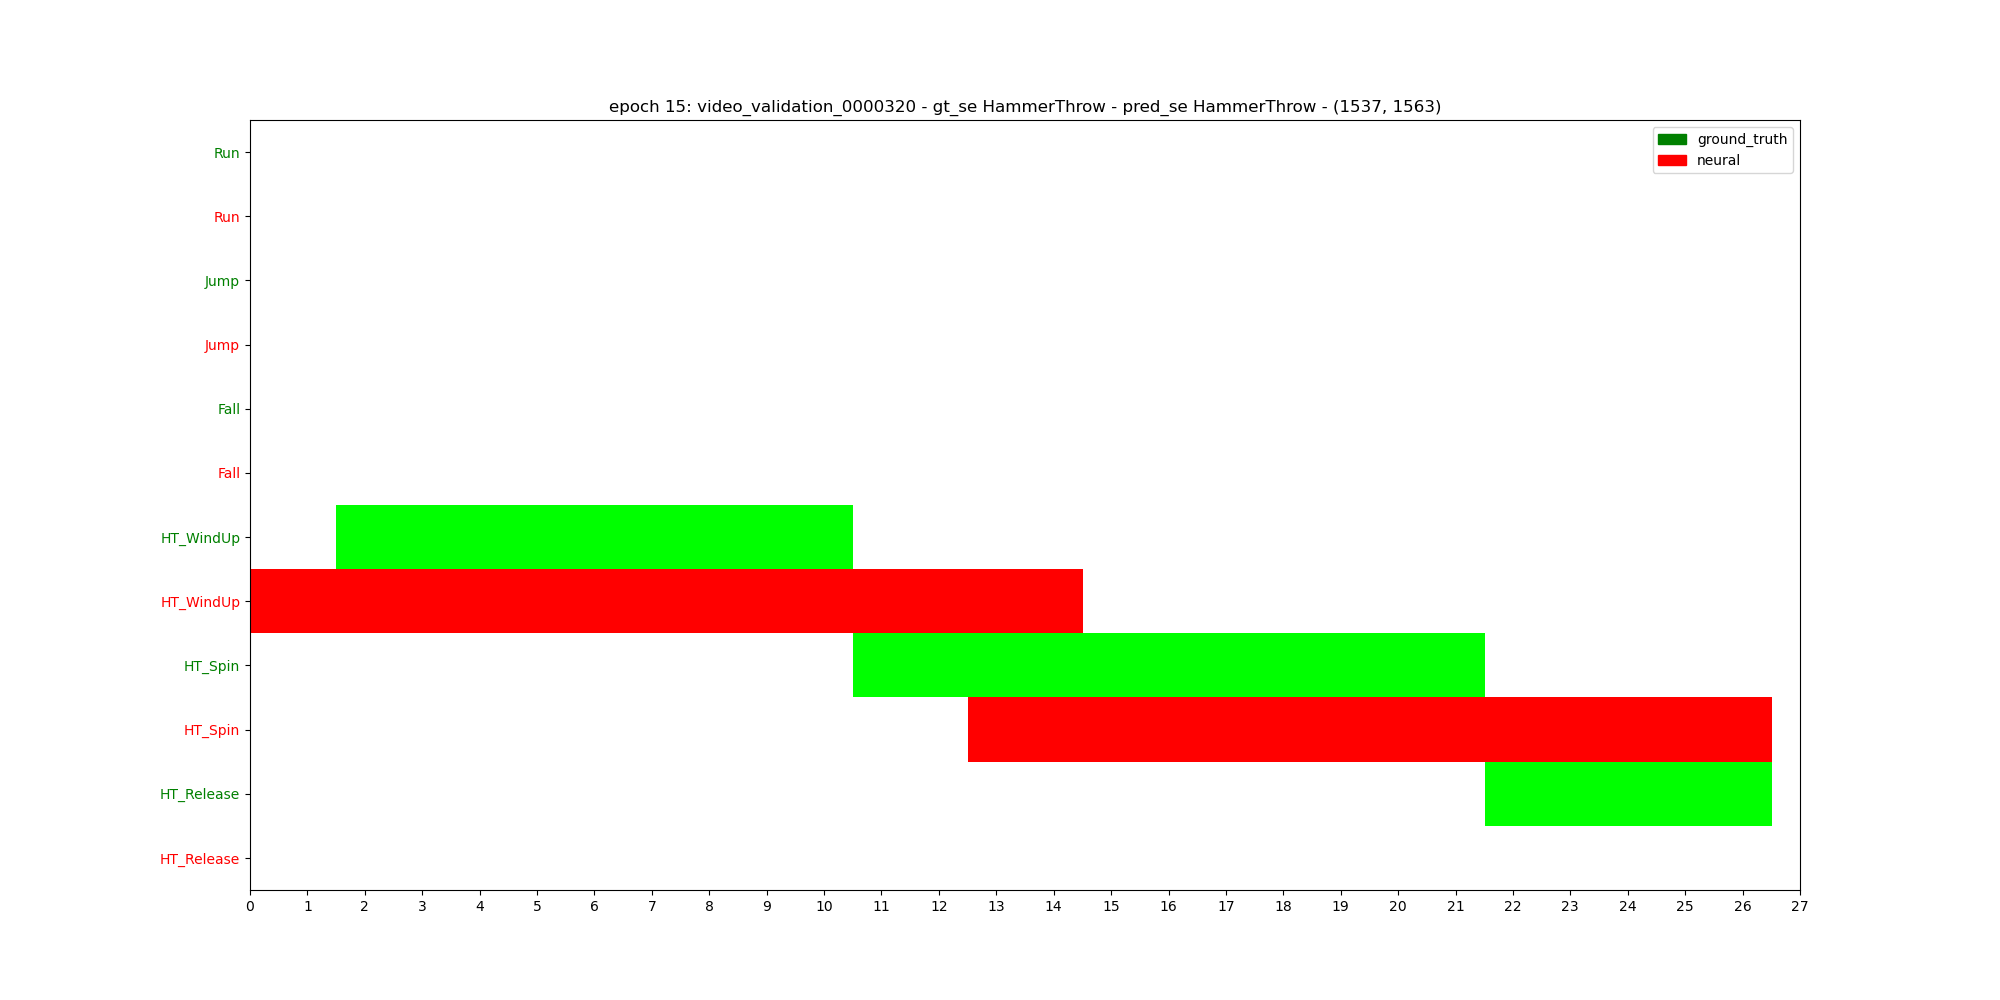 epoch 15: video_validation_0000320 - gt_se HammerThrow - pred_se HammerThrow - (1537, 1563)
ground_truth
neural
Run
Run
Jump
Jump
Fall
Fall
HT_WindUp
HT_WindUp
HT_Spin
HT_Spin
HT_Release
HT_Release
0 1 2 3 4 5 6 7 8 9 10 11 12 13 14 15 16 17 18 19 20 21 22 23 24 25 26 27